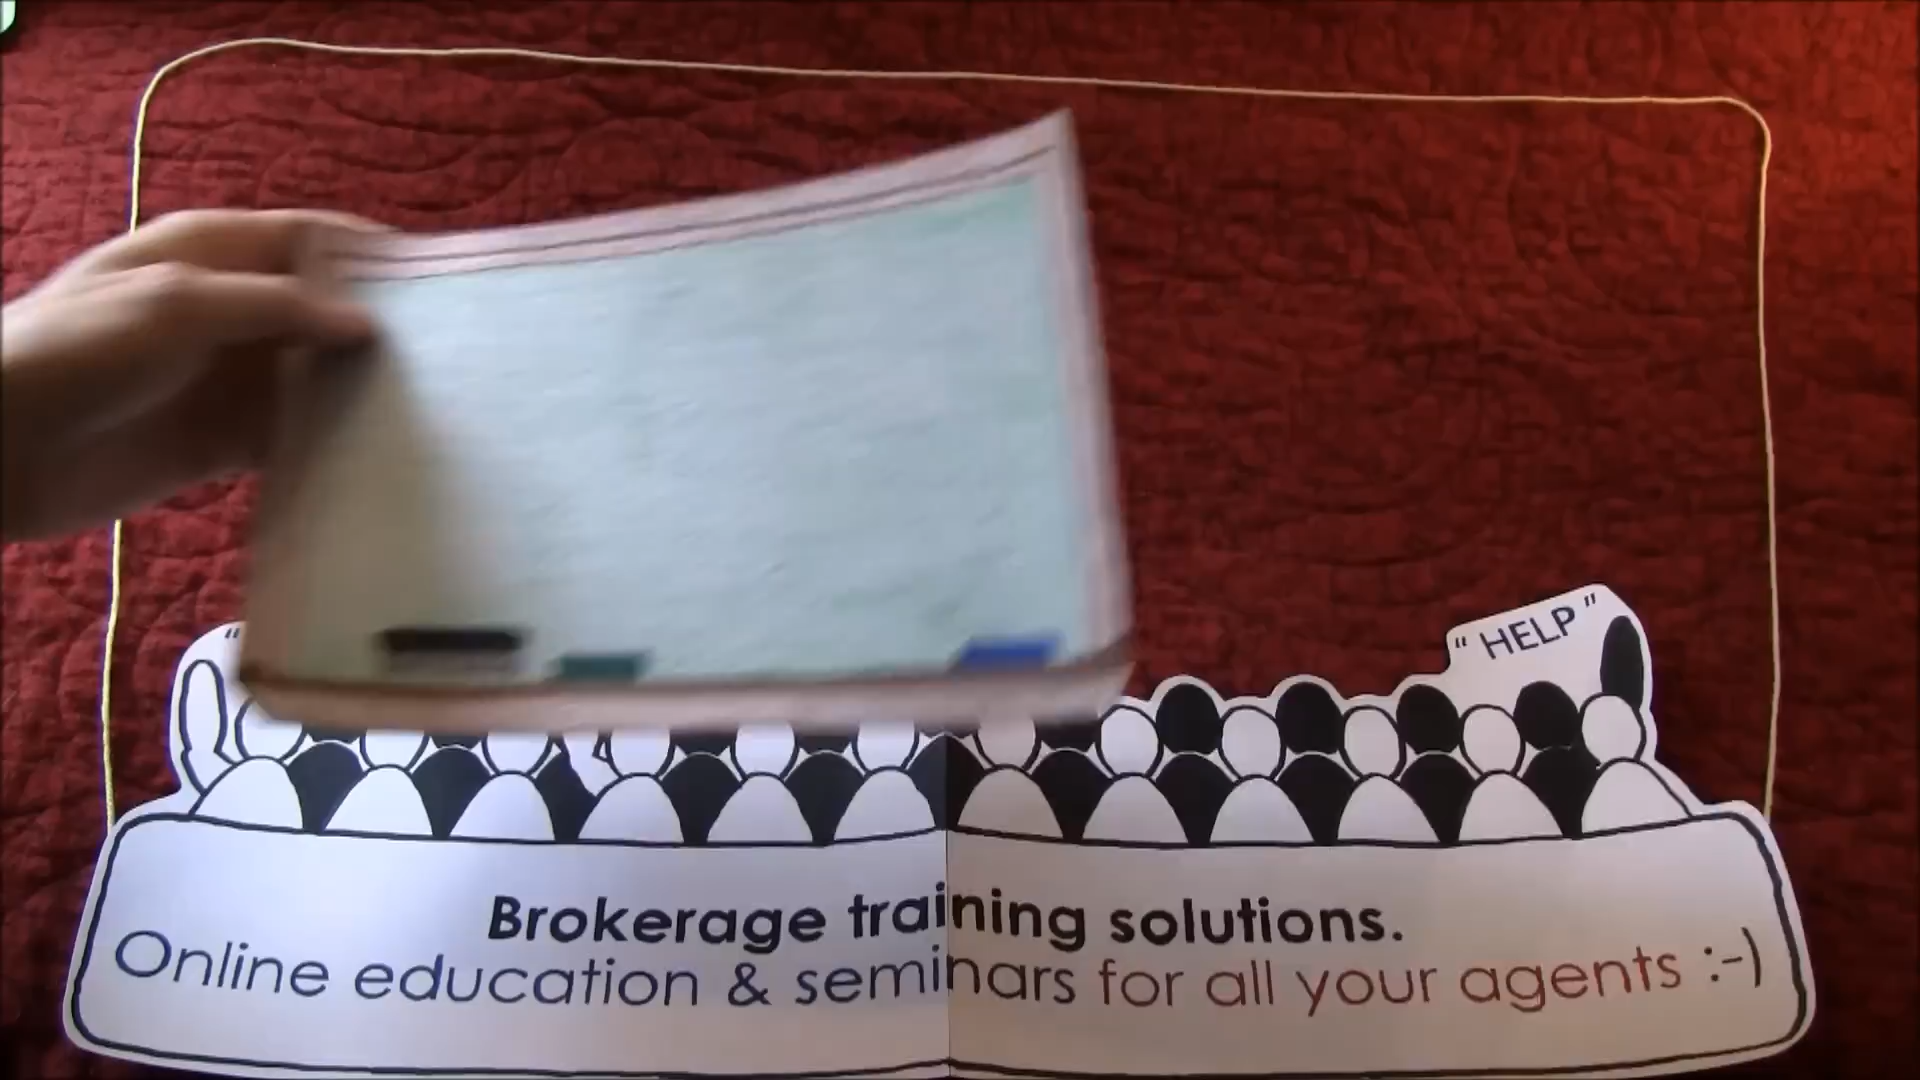 " HELP "
Brokerage training solutions.
Online education & seminars for all your agents :-)